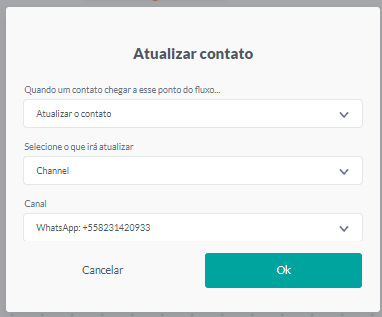 Atualizar contato
Quando um contato chegar a esse ponto do fluxo...
Atualizar o contato
Selecione o que irá atualizar
Channel
Canal
WhatsApp: +558231420933
Cancelar
Ok